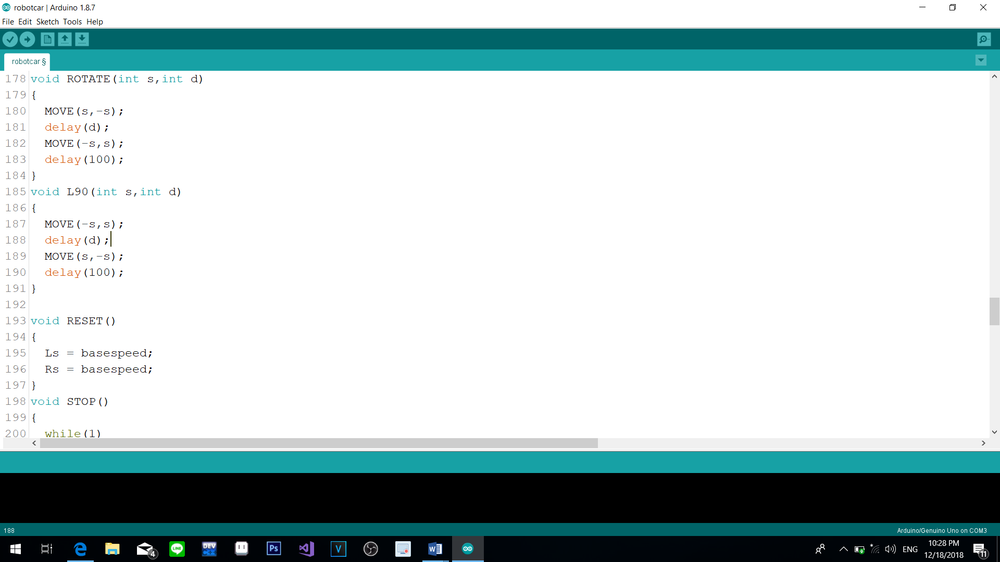 robotcar | Arduino 1.8.7
File Edit Sketch Tools Help
robotcar §
178 void ROTATE(int s,int d)
179 {
180 MOVE(s,-s);
181 delay(d);
182 MOVE(-s,s);
183 delay(100);
184 }
185 void L90(int s,int d)
186 {
187 MOVE(-s,s);
188 delay(d);
189 MOVE(s,-s);
190 delay(100);
191 }
192
193 void RESET()
194 {
195 Ls = basespeed;
196 Rs = basespeed;
197 }
198 void STOP()
199 {
200 while(1)
188
Arduino/Genuino Uno on COM3
4
LINE
DEV C++
Ps
V
W
ENG
10:28 PM
12/18/2018
11